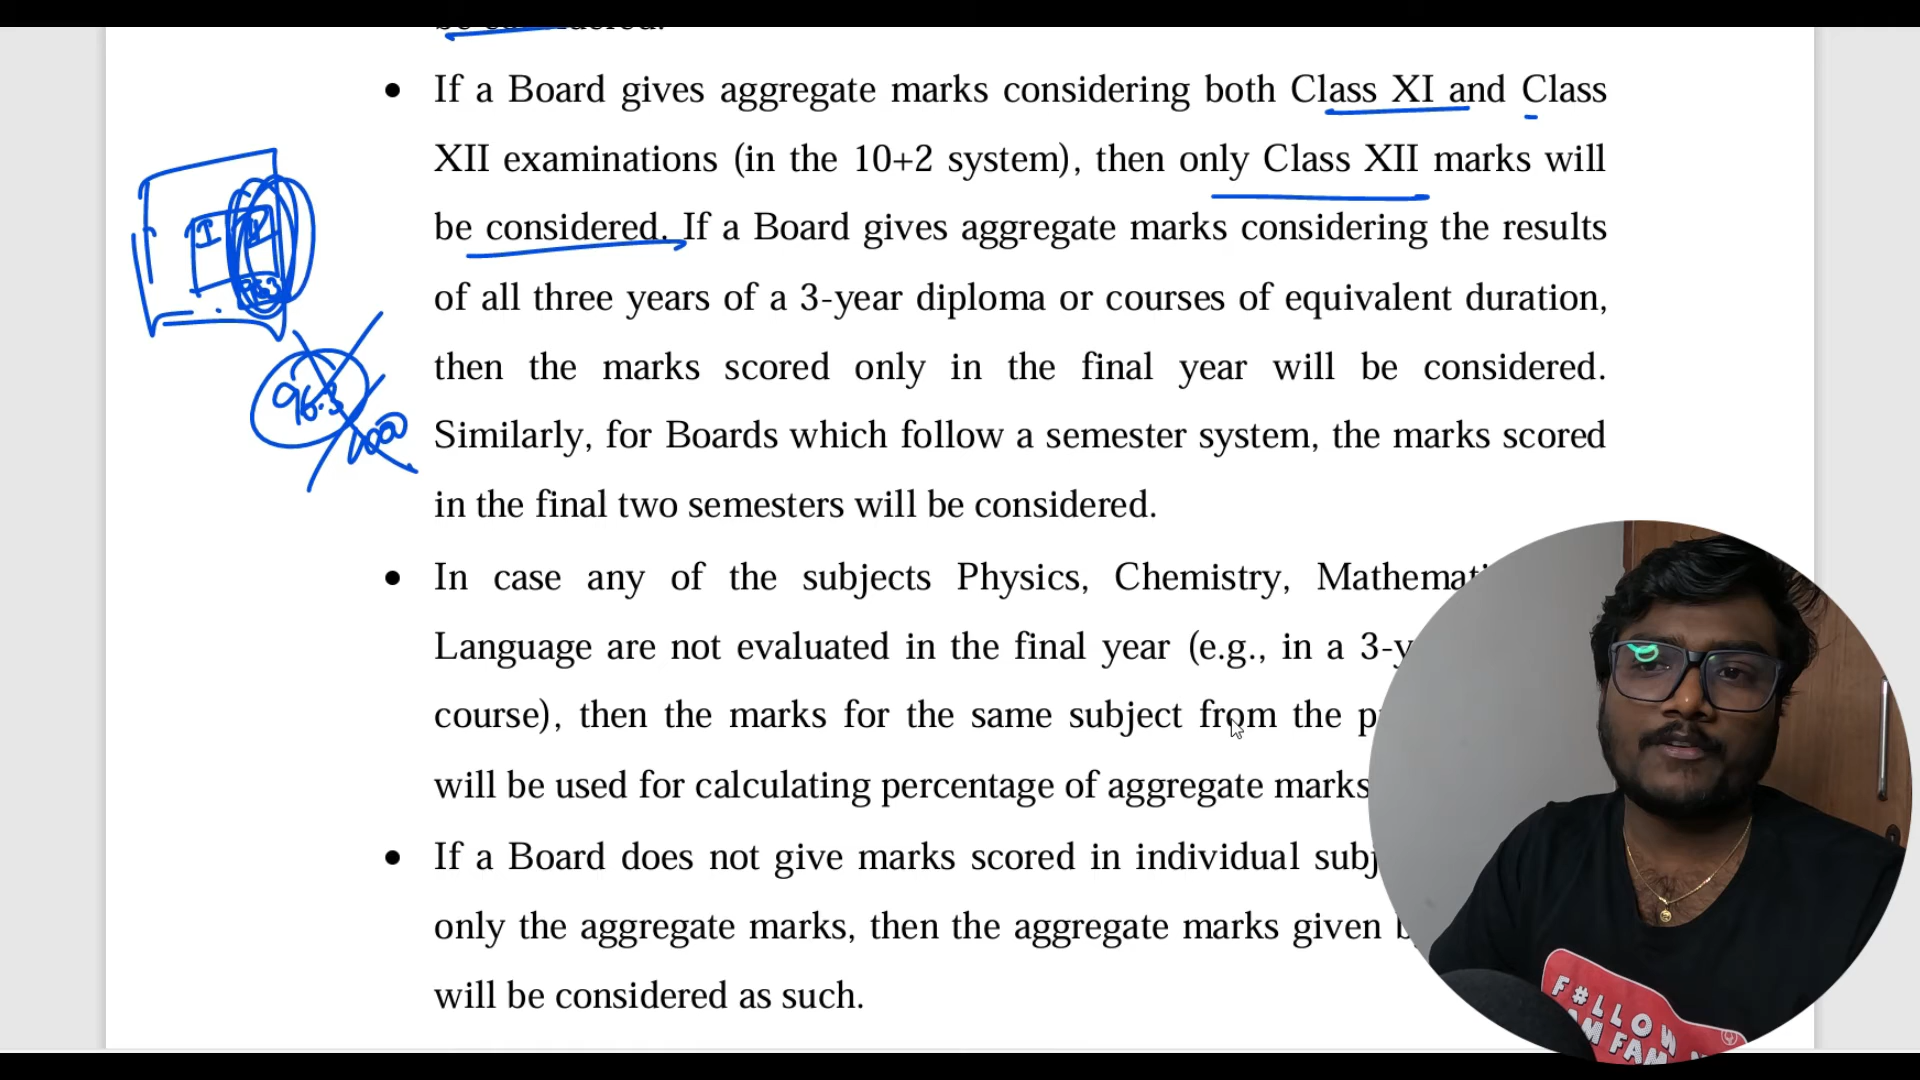 be considered.
If a Board gives aggregate marks considering both Class XI and Class
XII examinations (in the 10+2 system), then only Class XII marks will
be considered. If a Board gives aggregate marks considering the results
of all three years of a 3-year diploma or courses of equivalent duration,
then the marks scored only in the final year will be considered.
Similarly, for Boards which follow a semester system, the marks scored
in the final two semesters will be considered.
In case any of the subjects Physics, Chemistry,
Language are not evaluated in the final year (e.g., in a
course), then the marks for the same subject from the
will be used for calculating percentage of aggregate marks
If a Board does not give marks scored in individual
only the aggregate marks, then the aggregate marks given
will be considered as such.
I
96.3
F#LLOW